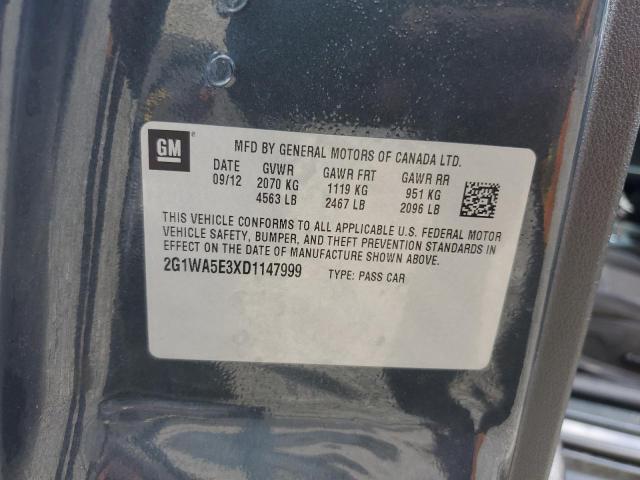 GM
®
MFD BY GENERAL MOTORS OF CANADA LTD.
DATE GVWR GAWR FRT GAWR RR
09/12 2070 KG 1119 KG 951 KG
4563 LB 2467 LB 2096 LB
THIS VEHICLE CONFORMS TO ALL APPLICABLE U.S. FEDERAL MOTOR
VEHICLE SAFETY, BUMPER, AND THEFT PREVENTION STANDARDS IN
EFFECT ON THE DATE OF MANUFACTURE SHOWN ABOVE.
2G1WA5E3XD1147999 TYPE: PASS CAR